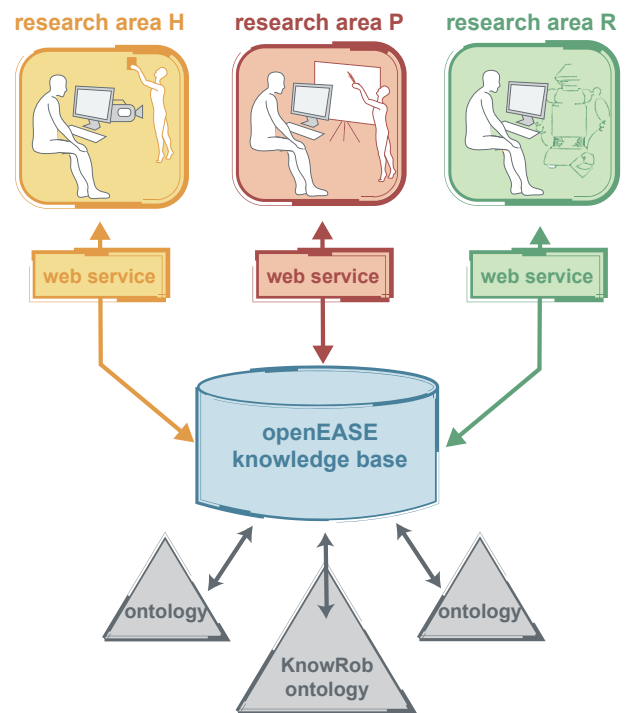 research area H
research area P
research area R
web service
web service
web service
openEASE
knowledge base
ontology
ontology
KnowRob
ontology